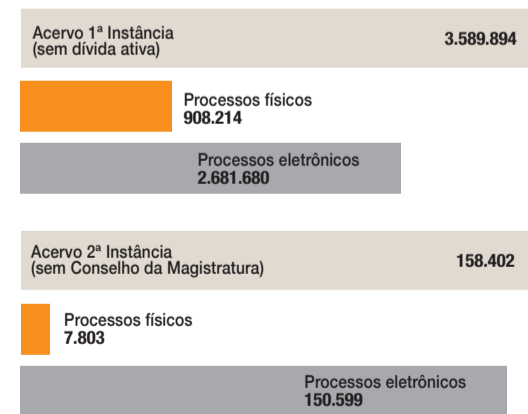 Acervo 1ª Instância
(sem dívida ativa)
3.589.894
Processos físicos
908.214
Processos eletrônicos
2.681.680
Acervo 2ª Instância
(sem Conselho da Magistratura)
158.402
Processos físicos
7.803
Processos eletrônicos
150.599